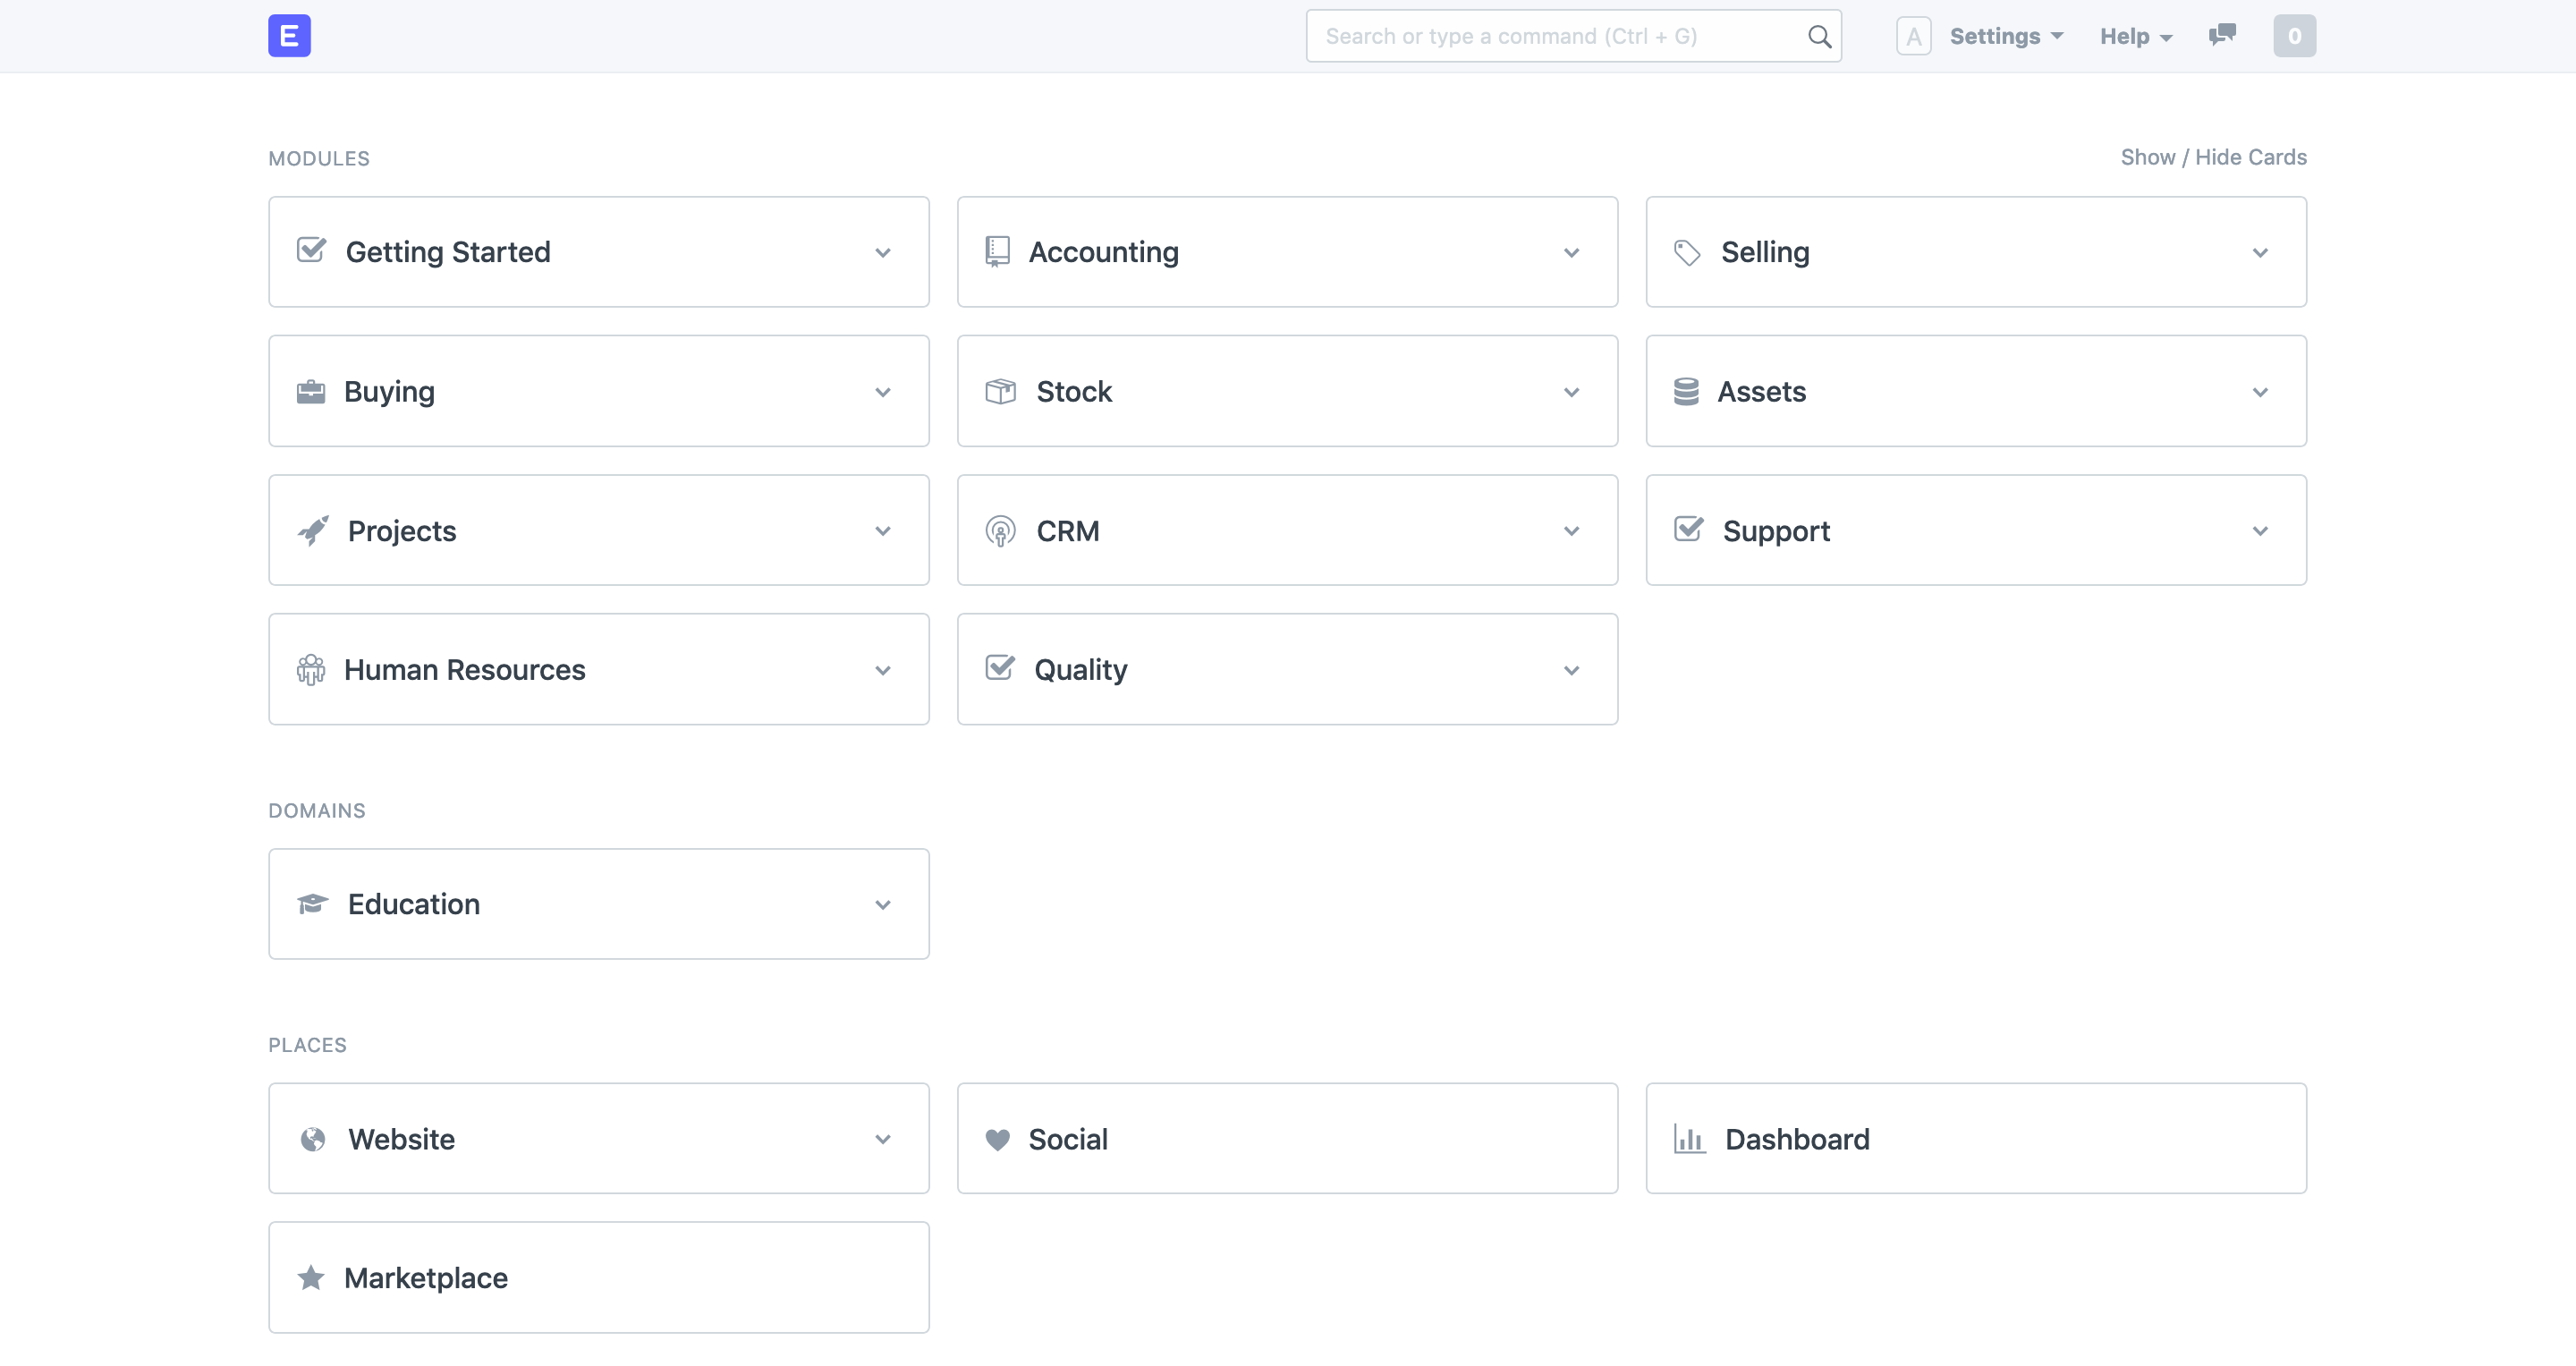 E
Search or type a command (Ctrl + G)
A
Settings
Help
0
MODULES
Show / Hide Cards
Getting Started
Accounting
Selling
Buying
Stock
Assets
Projects
CRM
Support
Human Resources
Quality
DOMAINS
Education
PLACES
Website
Social
Dashboard
Marketplace